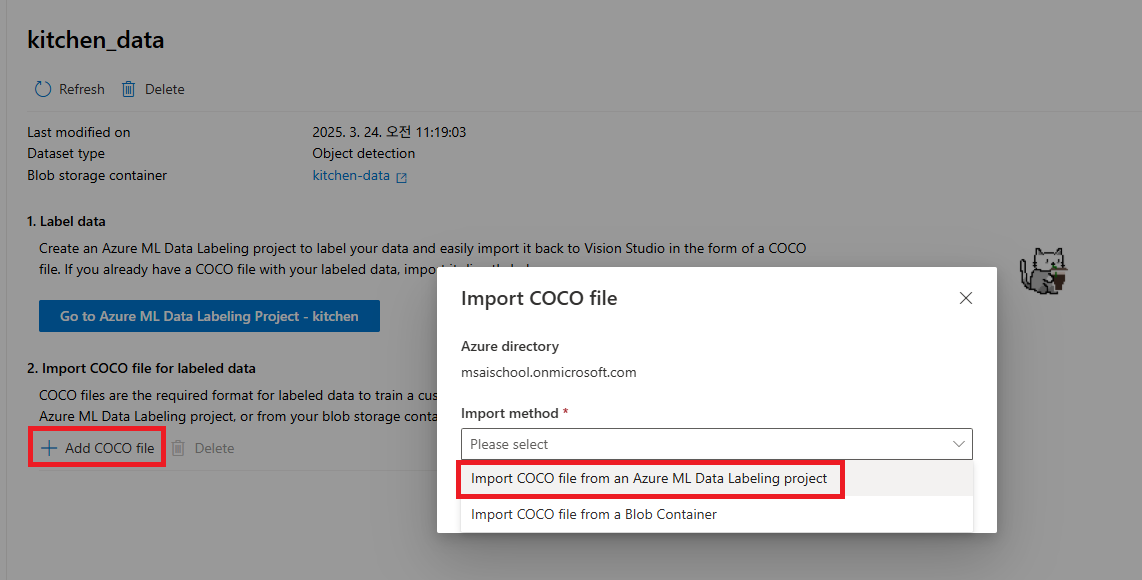 kitchen_data
Refresh Delete
Last modified on 2025. 3. 24. 오전 11:19:03
Dataset type Object detection
Blob storage container kitchen-data
1. Label data
Create an Azure ML Data Labeling project to label your data and easily import it back to Vision Studio in the form of a COCO
file. If you already have a COCO file with your labeled data,
Go to Azure ML Data Labeling Project - kitchen
2. Import COCO file for labeled data
COCO files are the required format for labeled data to train a
Azure ML Data Labeling project, or from your blob storage
Add COCO file Delete
Import COCO file
Azure directory
msaischool.onmicrosoft.com
Import method *
Please select
Import COCO file from an Azure ML Data Labeling project
Import COCO file from a Blob Container